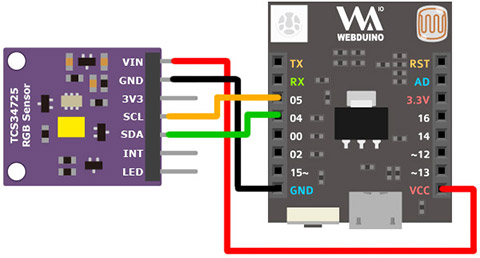 TCS34725
RGB Sensor
VIN
GND
3V3
SCL
SDA
INT
LED
IO
WEBDUINO
TX
RX
05
04
00
02
15~
GND
RST
AD
3.3V
16
14
~12
~13
VCC